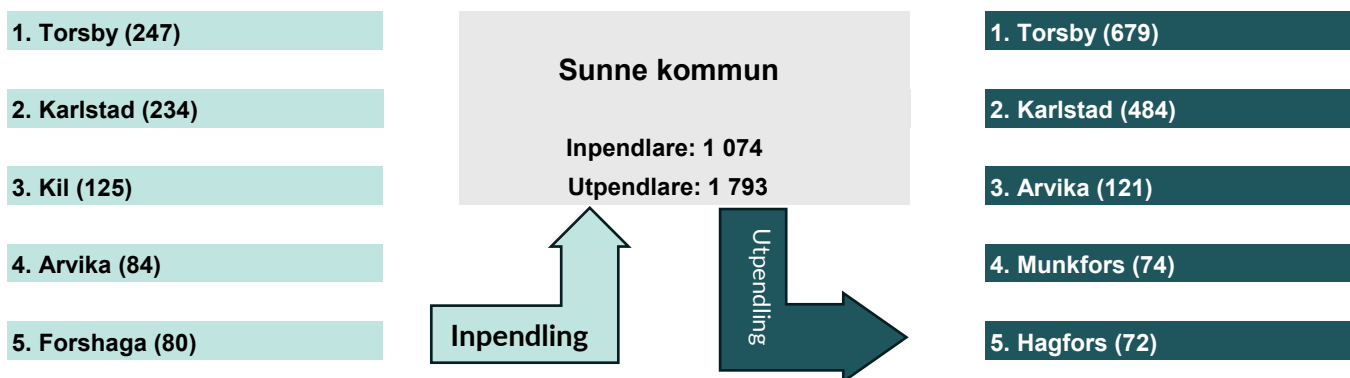 1. Torsby (247)
2. Karlstad (234)
3. Kil (125)
4. Arvika (84)
5. Forshaga (80)
Sunne kommun
Inpendlare: 1 074
Utpendlare: 1 793
Inpendling
Utpendling
1. Torsby (679)
2. Karlstad (484)
3. Arvika (121)
4. Munkfors (74)
5. Hagfors (72)